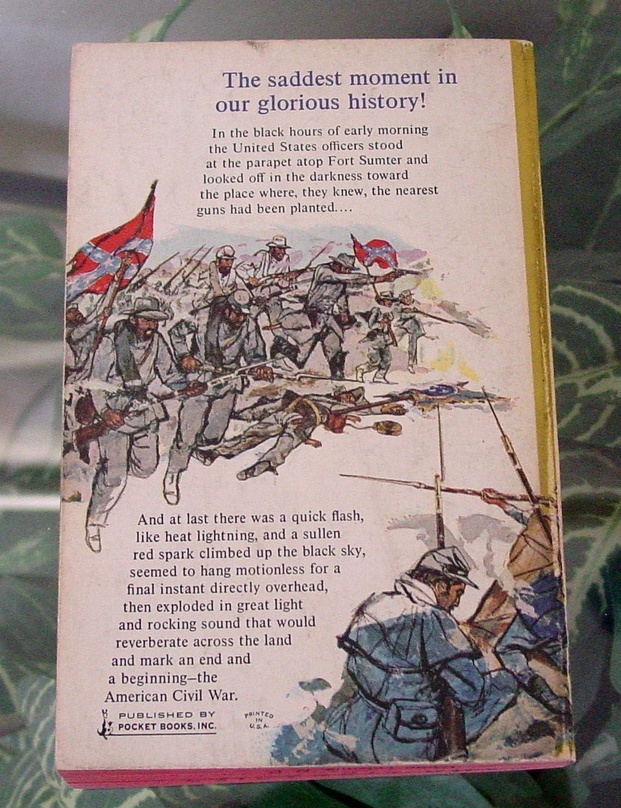 The saddest moment in
our glorious history!
In the black hours of early morning
the United States officers stood
at the parapet atop Fort Sumter and
looked off in the darkness toward
the place where, they knew, the nearest
guns had been planted....
And at last there was a quick flash,
like heat lightning, and a sullen
red spark climbed up the black sky,
seemed to hang motionless for a
final instant directly overhead,
then exploded in great light
and rocking sound that would
reverberate across the land
and mark an end and
a beginning—the
American Civil War.
PUBLISHED BY
POCKET BOOKS, INC.
PRINTED
IN
U.S.A.